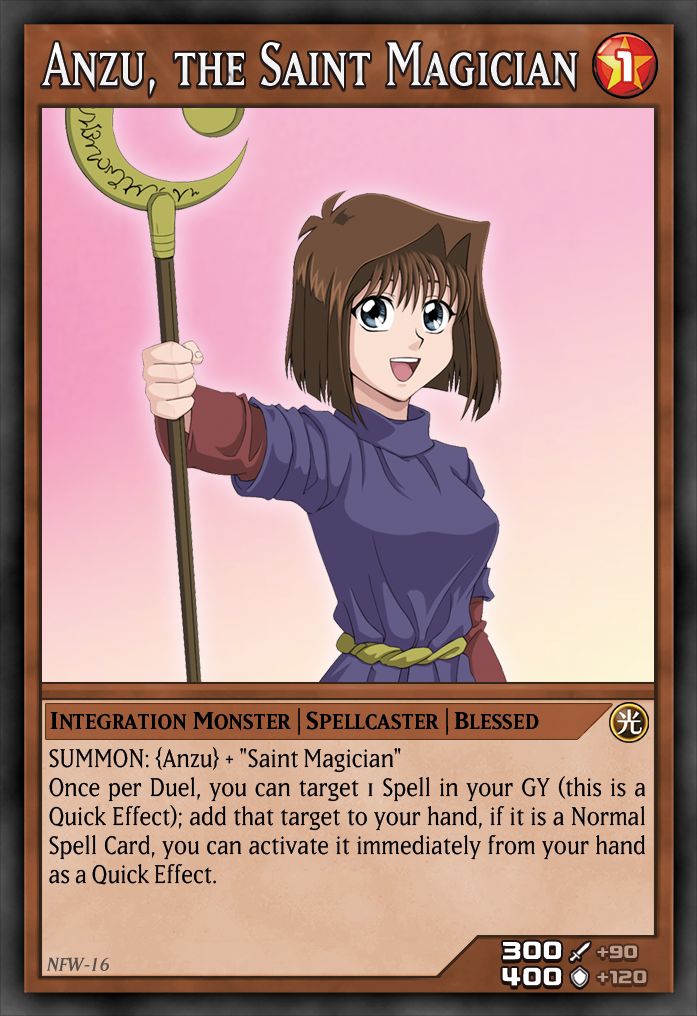 Anzu, the Saint Magician
1
Integration Monster | Spellcaster | Blessed
光
SUMMON: {Anzu} + "Saint Magician"
Once per Duel, you can target 1 Spell in your GY (this is a
Quick Effect); add that target to your hand, if it is a Normal
Spell Card, you can activate it immediately from your hand
as a Quick Effect.
300 +90
NFW-16
400 +120